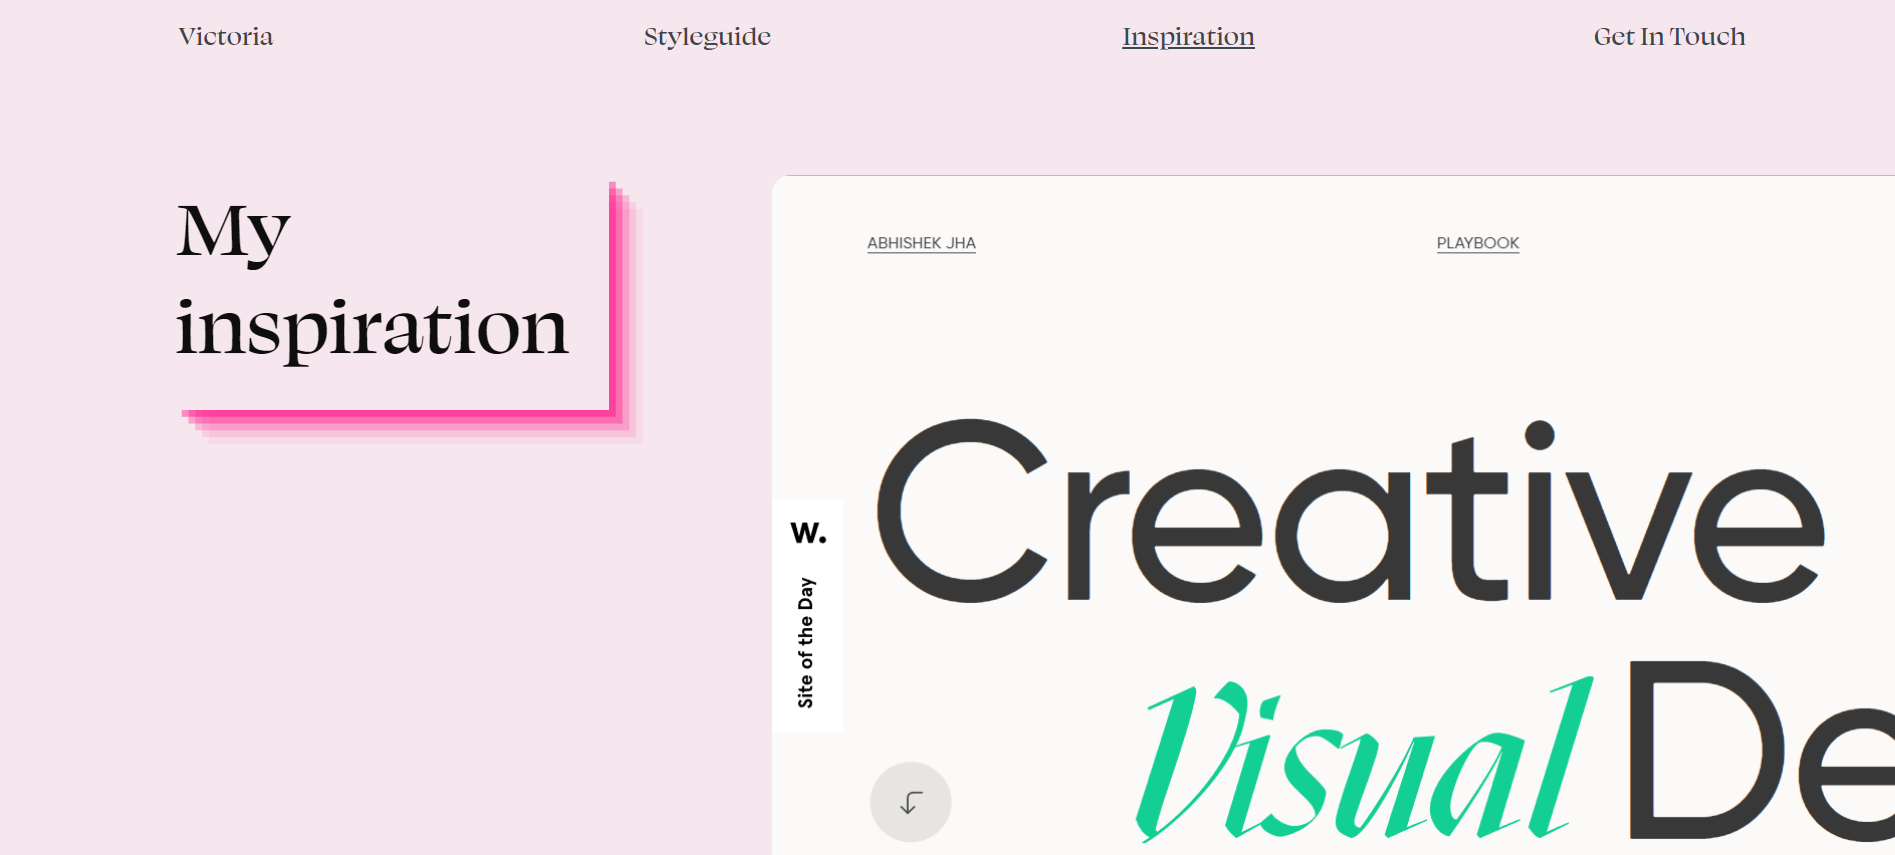 Victoria
Styleguide
Inspiration
Get In Touch
My
inspiration
ABHISHEK JHA
PLAYBOOK
Creative
W.
Site of the Day
Visual De